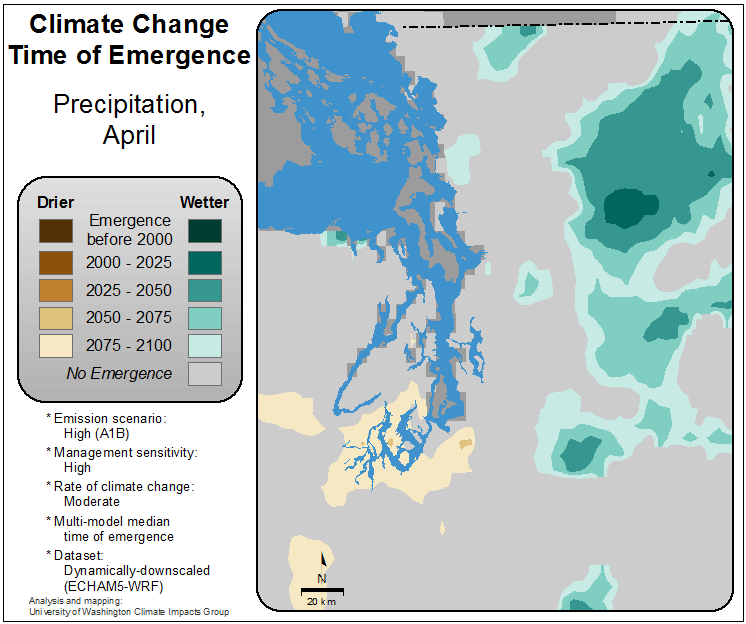 Climate Change
Time of Emergence
Precipitation,
April
Drier Wetter
Emergence
before 2000
2000 - 2025
2025 - 2050
2050 - 2075
2075 - 2100
No Emergence
* Emission scenario:
High (A1B)
* Management sensitivity:
High
* Rate of climate change:
Moderate
* Multi-model median
time of emergence
* Dataset:
Dynamically-downscaled
(ECHAM5-WRF)
Analysis and mapping:
University of Washington Climate Impacts Group
N
20 km